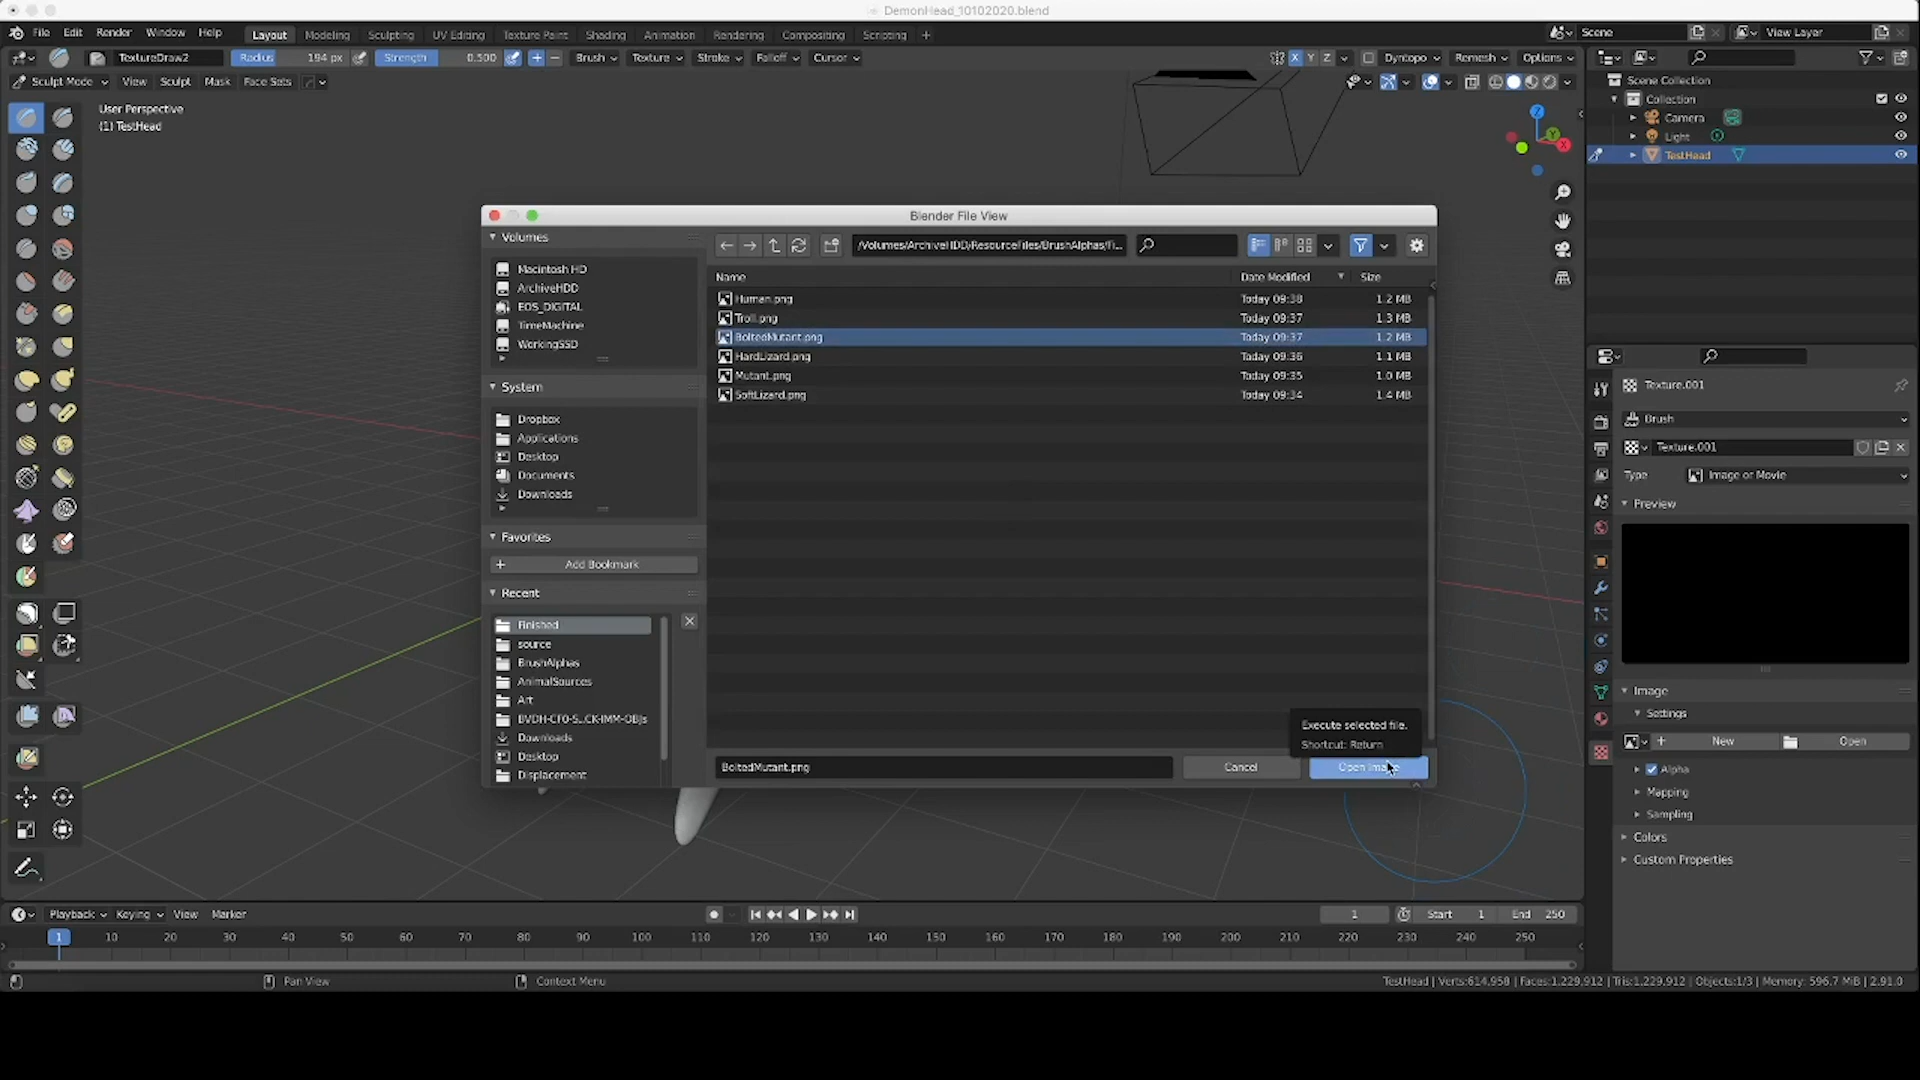 DemonHead_10102020.blend
File Edit Render Window Help Layout Modeling Sculpting UV Editing Texture Paint Shading Animation Rendering Compositing Scripting + Scene View Layer
TextureDraw2 Radius 194 px Strength 0.500 Brush Texture Stroke Falloff Cursor X Y Z Dyntopo Remesh Options
Sculpt Mode View Sculpt Mask Face Sets
User Perspective
(1) TestHead
Z
X
Scene Collection
Collection
Camera
Light
TestHead
Blender File View
Volumes
Macintosh HD
ArchiveHDD
EOS_DIGITAL
TimeMachine
WorkingSSD
System
Dropbox
Applications
Desktop
Documents
Downloads
Favorites
Add Bookmark
Recent
Finished
source
BrushAlphas
AnimalSources
Art
BVDH-CF0-S...CK-IMM-OBJs
Downloads
Desktop
Displacement
/Volumes/ArchiveHDD/ResourceFiles/BrushAlphas/Fi...
Name Date Modified Size
Human.png Today 09:38 1.2 MB
Troll.png Today 09:37 1.3 MB
BoltedMutant.png Today 09:37 1.2 MB
HardLizard.png Today 09:36 1.1 MB
Mutant.png Today 09:35 1.0 MB
SoftLizard.png Today 09:34 1.4 MB
Execute selected file.
Shortcut: Return
BoltedMutant.png Cancel Open Image
Texture.001
Brush
Texture.001
Type Image or Movie
Preview
Image
Settings
New Open
Alpha
Mapping
Sampling
Colors
Custom Properties
Playback Keying View Marker 1 Start 1 End 250
1 10 20 30 40 50 60 70 80 90 100 110 120 130 140 150 160 170 180 190 200 210 220 230 240 250
Pan View Context Menu TestHead | Verts:614,958 | Faces:1,229,912 | Tris:1,229,912 | Objects:1/3 | Memory: 596.7 MiB | 2.91.0